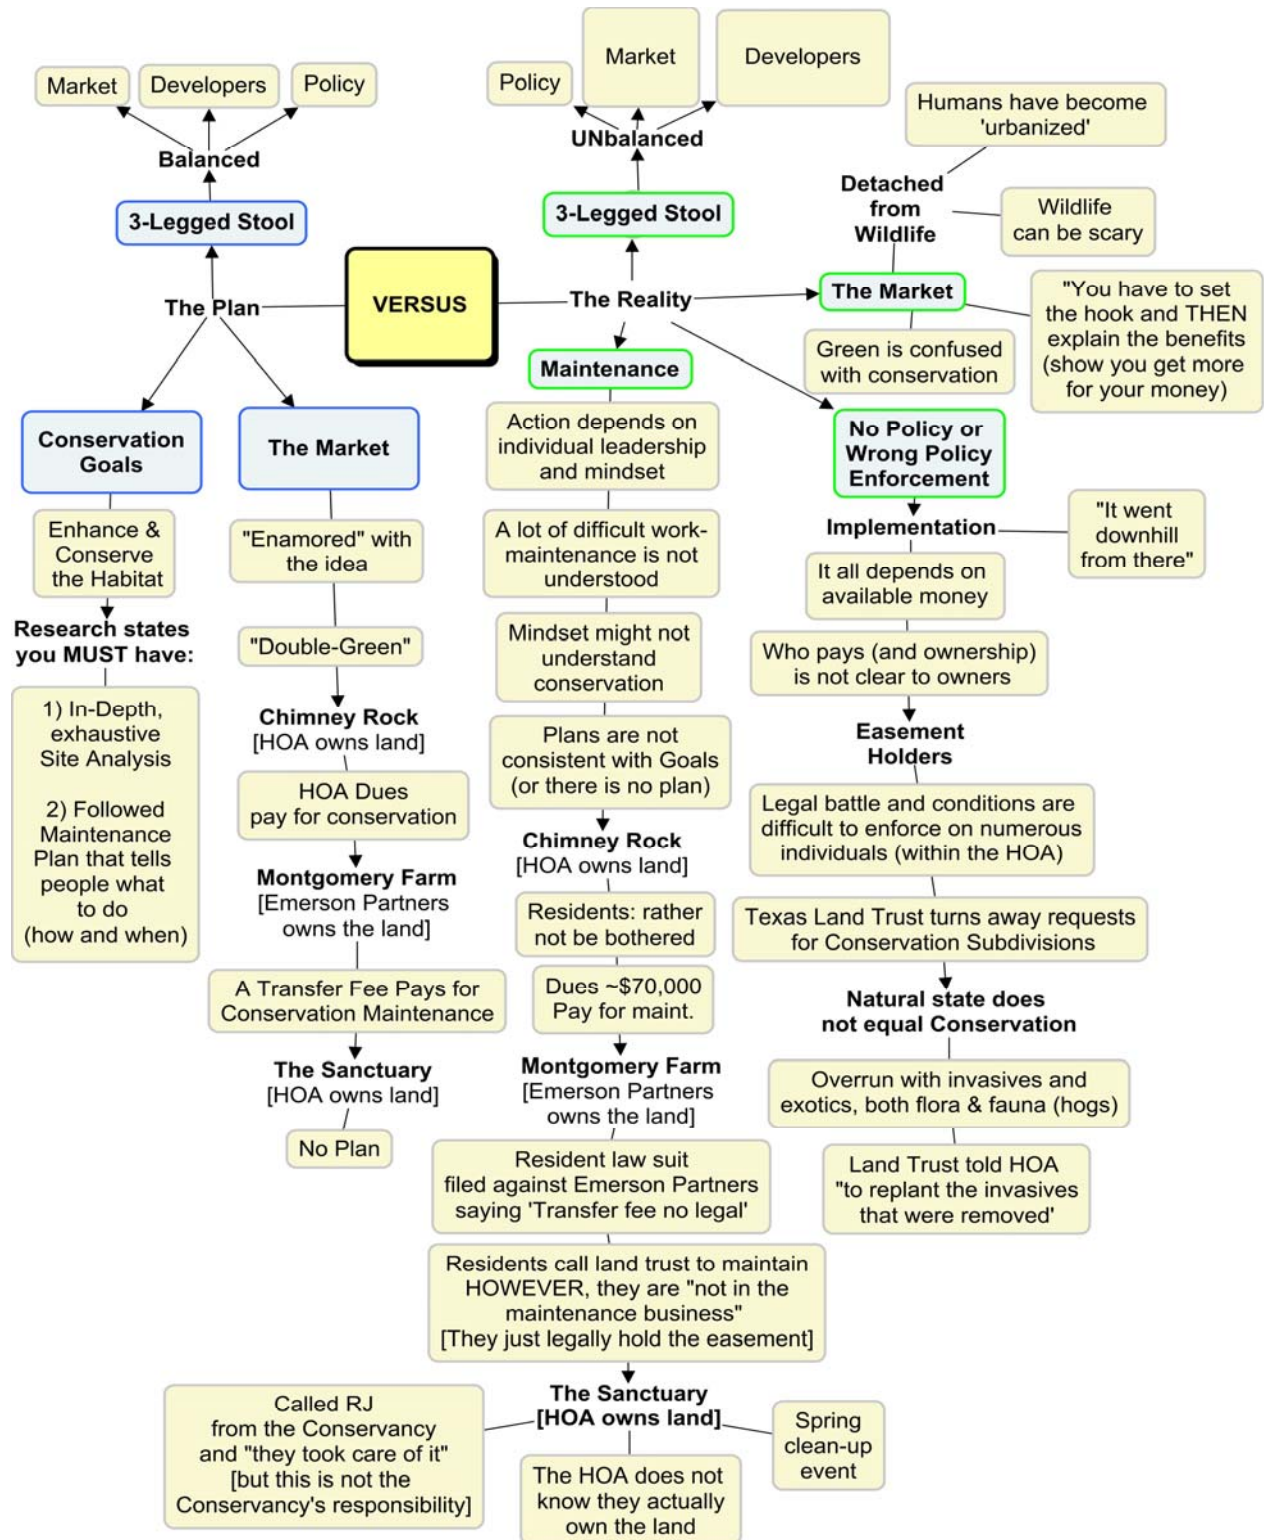 Market
Developers
Policy
Balanced
3-Legged Stool
The Plan
Policy
Market
Developers
UNbalanced
3-Legged Stool
VERSUS
The Reality
Humans have become
'urbanized'
Detached
from
Wildlife
Wildlife
can be scary
The Market
Green is confused
with conservation
"You have to set
the hook and THEN
explain the benefits
(show you get more
for your money)
Conservation
Goals
Enhance &
Conserve
the Habitat
Research states
you MUST have:
1) In-Depth,
exhaustive
Site Analysis
2) Followed
Maintenance
Plan that tells
people what
to do
(how and when)
The Market
"Enamored" with
the idea
"Double-Green"
Chimney Rock
[HOA owns land]
HOA Dues
pay for conservation
Montgomery Farm
[Emerson Partners
owns the land]
A Transfer Fee Pays for
Conservation Maintenance
The Sanctuary
[HOA owns land]
No Plan
Maintenance
Action depends on
individual leadership
and mindset
A lot of difficult work-
maintenance is not
understood
Mindset might not
understand
conservation
Plans are not
consistent with Goals
(or there is no plan)
Chimney Rock
[HOA owns land]
Residents: rather
not be bothered
Dues ~$70,000
Pay for maint.
Montgomery Farm
[Emerson Partners
owns the land]
Resident law suit
filed against Emerson Partners
saying 'Transfer fee no legal'
Residents call land trust to maintain
HOWEVER, they are "not in the
maintenance business"
[They just legally hold the easement]
The Sanctuary
[HOA owns land]
Called RJ
from the Conservancy
and "they took care of it"
[but this is not the
Conservancy's responsibility]
The HOA does not
know they actually
own the land
Spring
clean-up
event
No Policy or
Wrong Policy
Enforcement
Implementation
"It went
downhill
from there"
It all depends on
available money
Who pays (and ownership)
is not clear to owners
Easement
Holders
Legal battle and conditions are
difficult to enforce on numerous
individuals (within the HOA)
Texas Land Trust turns away requests
for Conservation Subdivisions
Natural state does
not equal Conservation
Overrun with invasives and
exotics, both flora & fauna (hogs)
Land Trust told HOA
"to replant the invasives
that were removed'